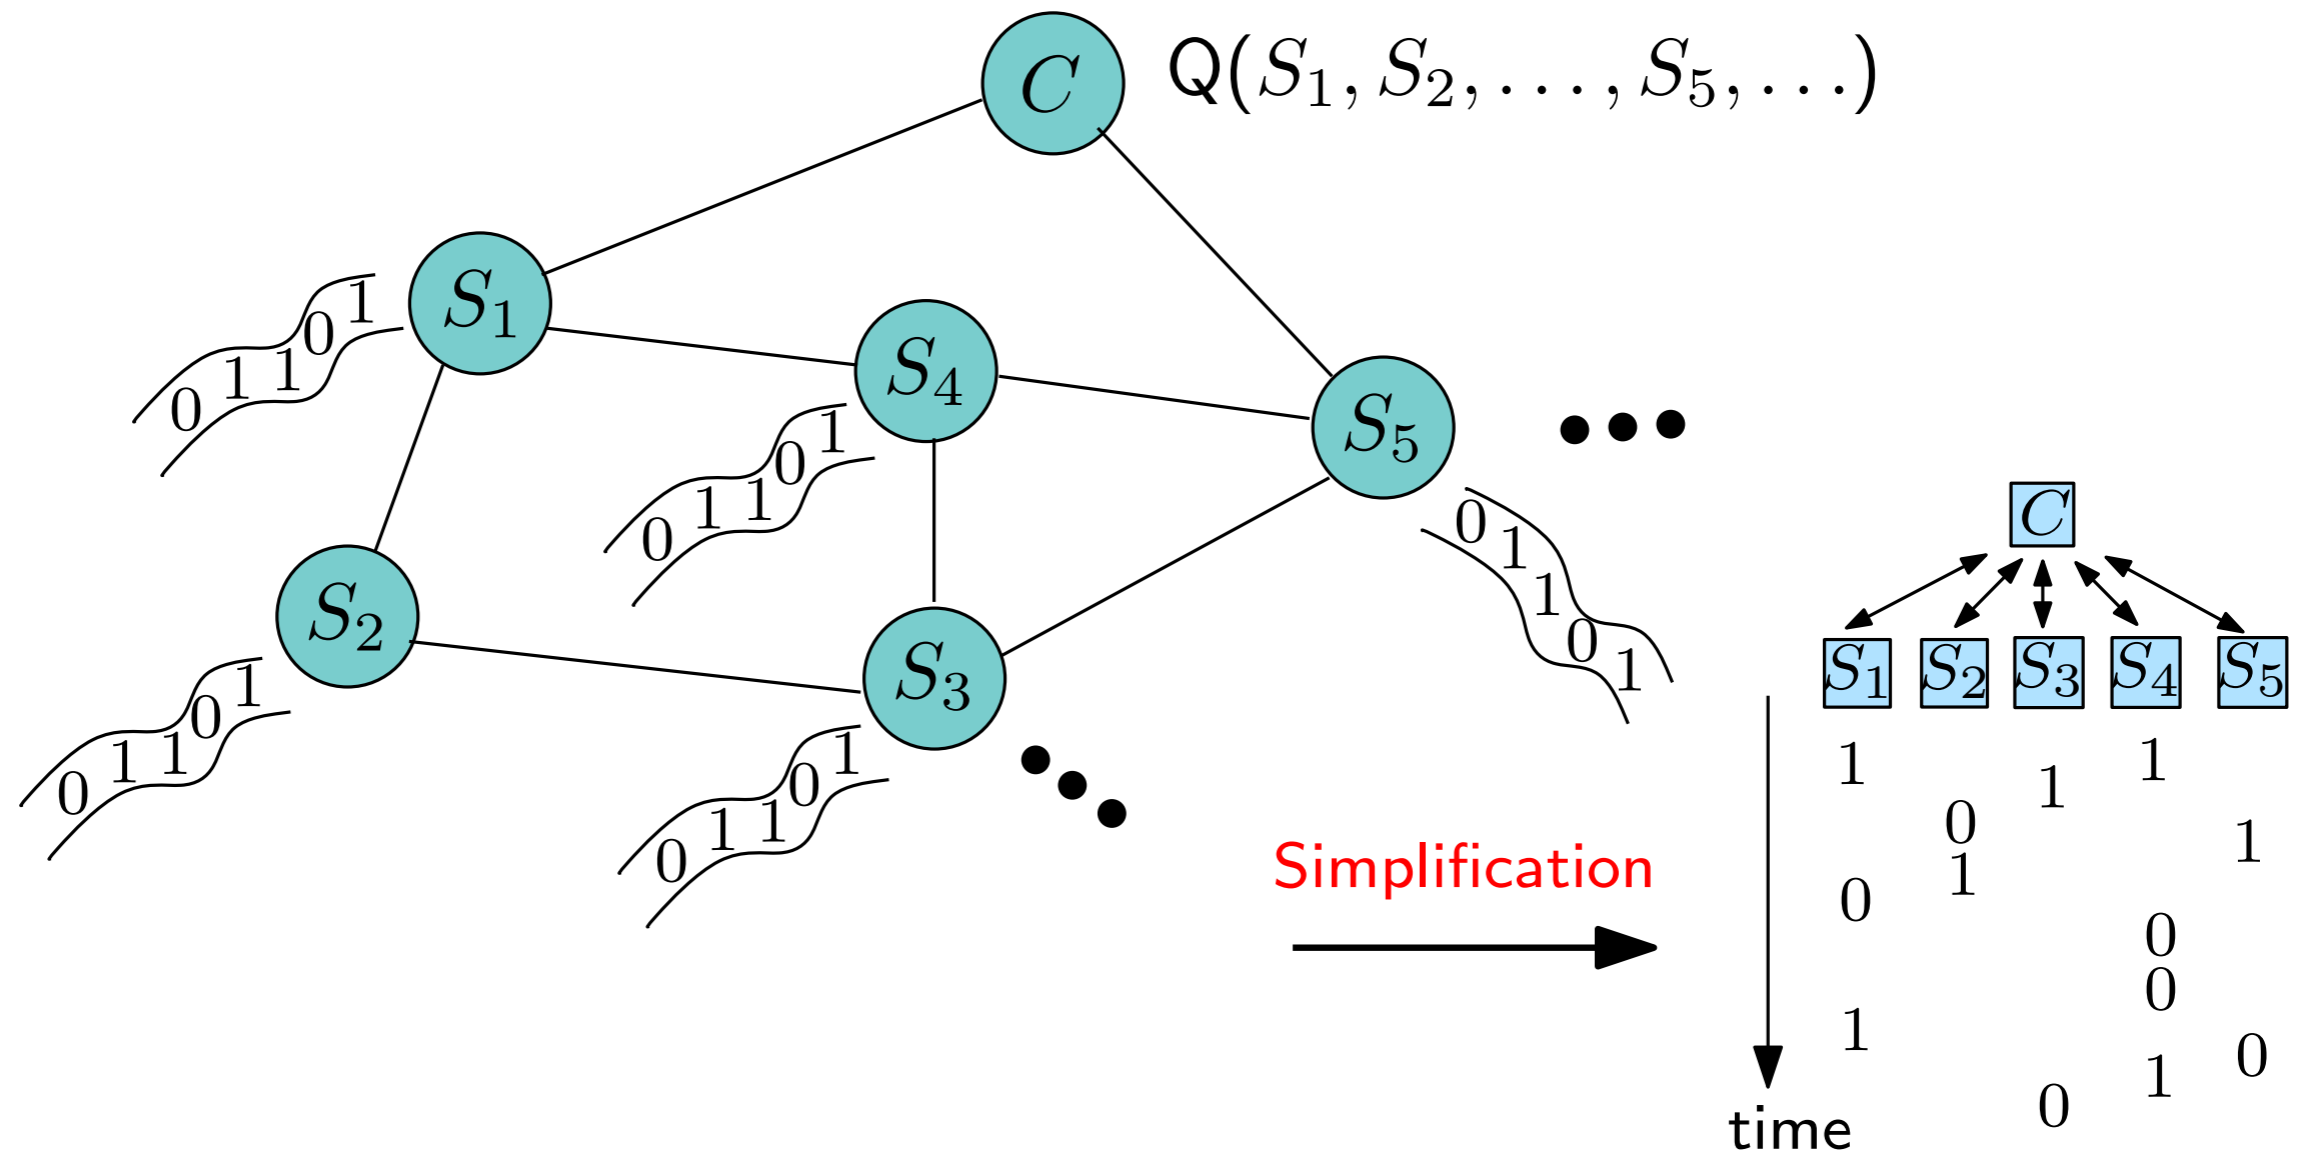 C Q(S₁, S₂, . . . , S₅, . . .)
S₁
0 1 1 0 1
S₄
0 1 1 0 1
S₅
0 1 1 0 1
S₂
0 1 1 0 1
S₃
0 1 1 0 1
Simplification
C
S₁ S₂ S₃ S₄ S₅
1 1
1
0 1
1
0
0
0
1
0
1
0
time